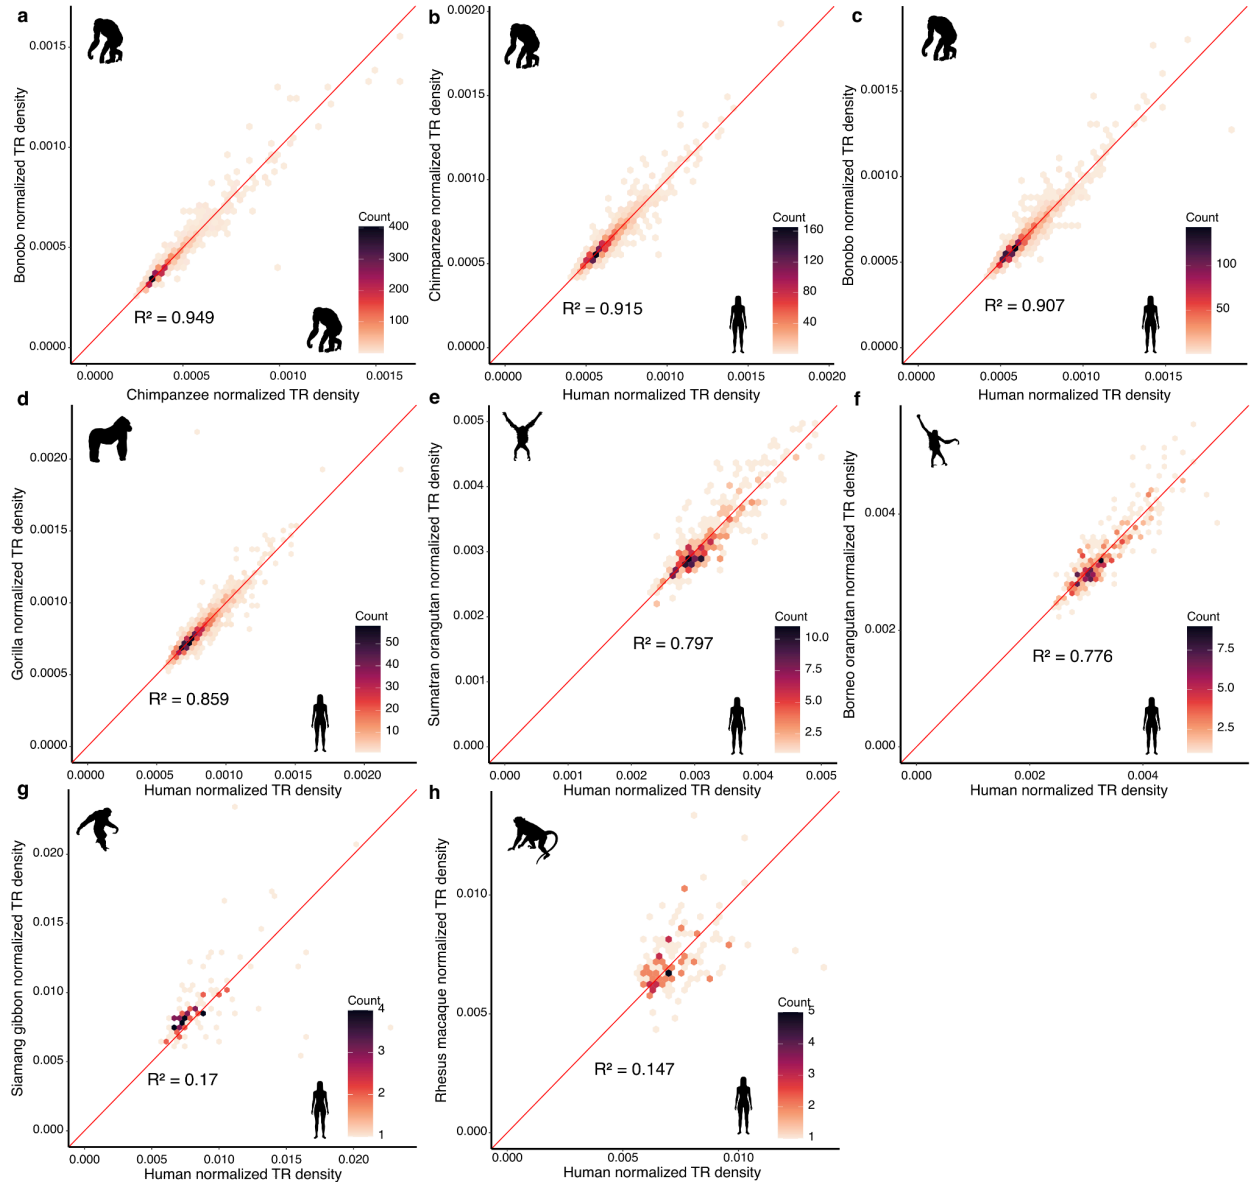 a
Bonobo normalized TR density
0.0015
0.0010
0.0005
0.0000
R² = 0.949
Count
400
300
200
100
0.0000 0.0005 0.0010 0.0015
Chimpanzee normalized TR density
b
Chimpanzee normalized TR density
0.0020
0.0015
0.0010
0.0005
0.0000
R² = 0.915
Count
160
120
80
40
0.0000 0.0005 0.0010 0.0015 0.0020
Human normalized TR density
c
Bonobo normalized TR density
0.0015
0.0010
0.0005
0.0000
R² = 0.907
Count
100
50
0.0000 0.0005 0.0010 0.0015
Human normalized TR density
d
Gorilla normalized TR density
0.0020
0.0015
0.0010
0.0005
0.0000
R² = 0.859
Count
50
40
30
20
10
0.0000 0.0005 0.0010 0.0015 0.0020
Human normalized TR density
e
Sumatran orangutan normalized TR density
0.005
0.004
0.003
0.002
0.001
0.000
R² = 0.797
Count
10.0
7.5
5.0
2.5
0.000 0.001 0.002 0.003 0.004 0.005
Human normalized TR density
f
Borneo orangutan normalized TR density
0.004
0.002
0.000
R² = 0.776
Count
7.5
5.0
2.5
0.000 0.002 0.004
Human normalized TR density
g
Siamang gibbon normalized TR density
0.020
0.015
0.010
0.005
0.000
R² = 0.17
Count
4
3
2
1
0.000 0.005 0.010 0.015 0.020
Human normalized TR density
h
Rhesus macaque normalized TR density
0.010
0.005
0.000
R² = 0.147
Count
5
4
3
2
1
0.000 0.005 0.010
Human normalized TR density